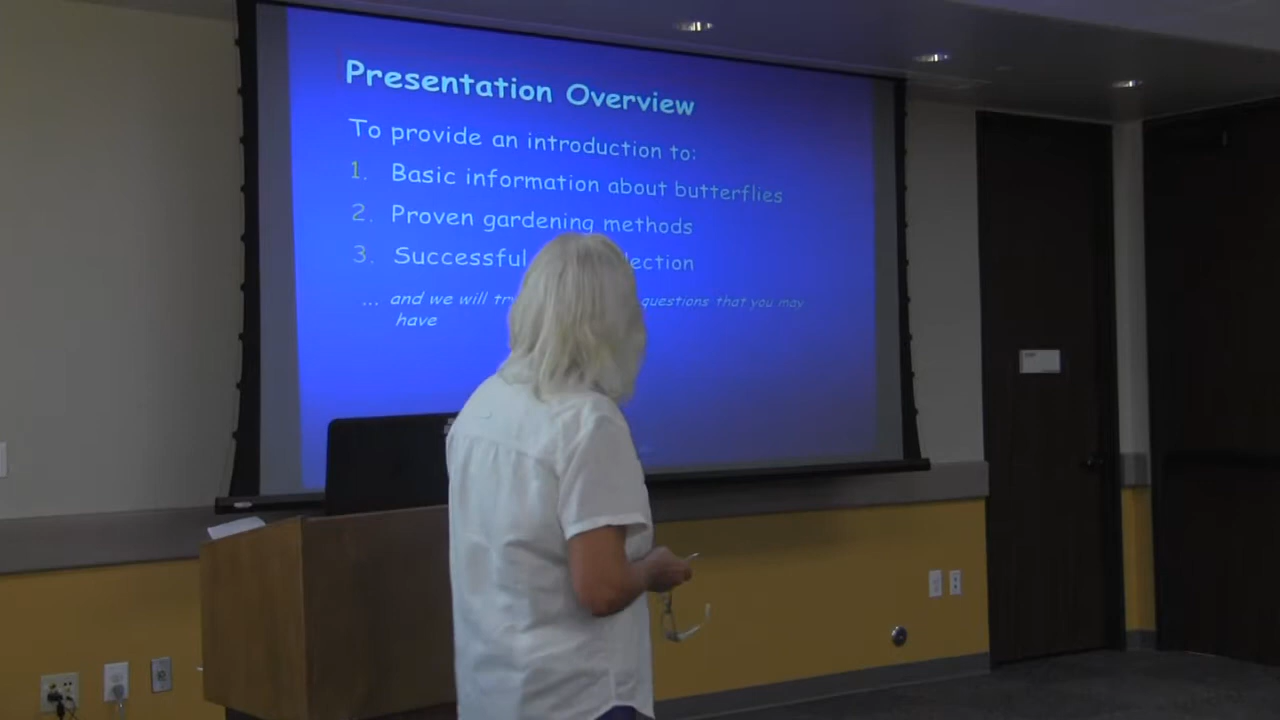 Presentation Overview
To provide an introduction to:
1. Basic information about butterflies
2. Proven gardening methods
3. Successful lection
... and we will try questions that you may
have